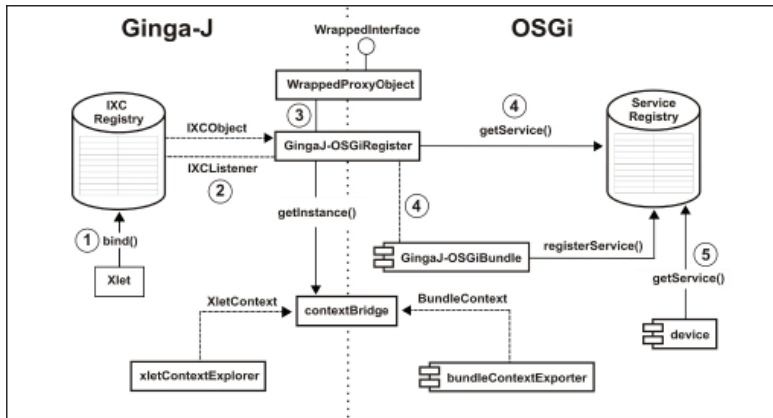 Ginga-J
OSGi
WrappedInterface
WrappedProxyObject
IXC
Registry
3
IXCObject
GingaJ-OSGiRegister
4
getService()
Service
Registry
IXCListener
2
getInstance()
4
1
bind()
Xlet
GingaJ-OSGiBundle
registerService()
5
getService()
XletContext
contextBridge
BundleContext
device
xletContextExplorer
bundleContextExporter